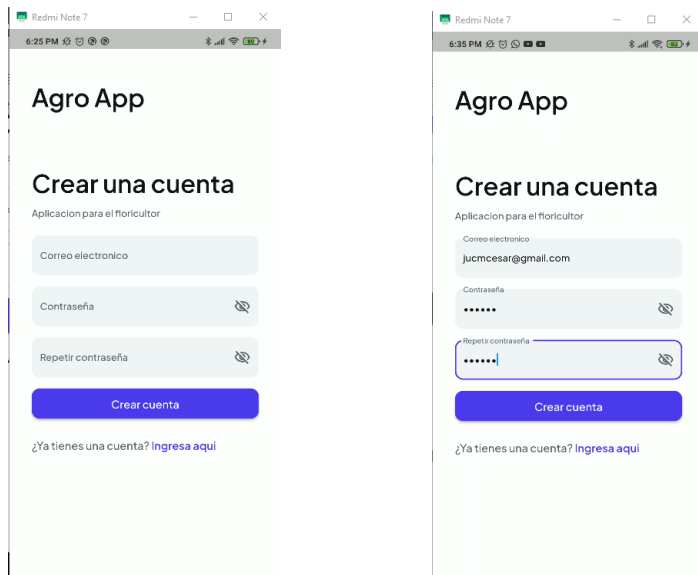 Redmi Note 7
6:25 PM
Agro App
Crear una cuenta
Aplicacion para el floricultor
Correo electronico
Contraseña
Repetir contraseña
Crear cuenta
¿Ya tienes una cuenta? Ingresa aqui
Redmi Note 7
6:35 PM
Agro App
Crear una cuenta
Aplicacion para el floricultor
Correo electronico
jucmcesar@gmail.com
Contraseña
••••••
Repetir contraseña
••••••
Crear cuenta
¿Ya tienes una cuenta? Ingresa aqui